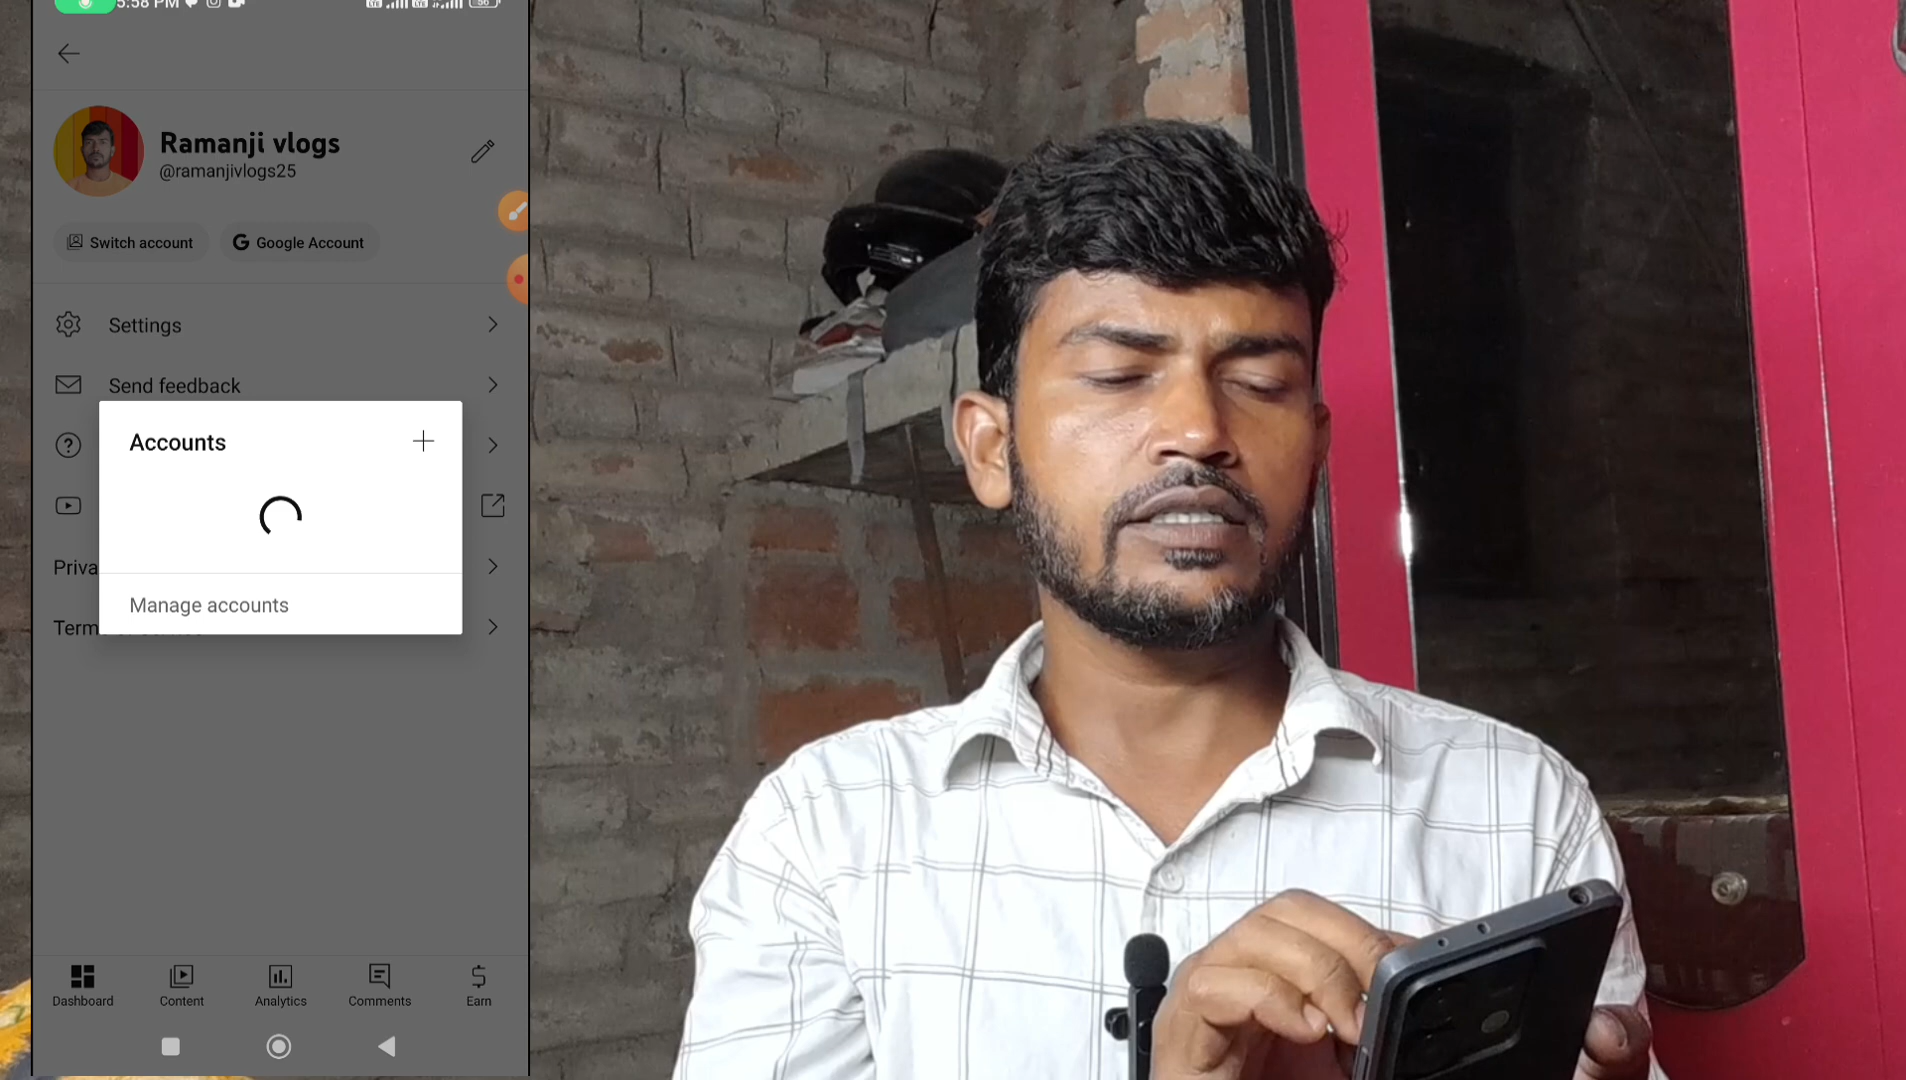 5:58 PM
Ramanji vlogs
@ramanjivlogs25
Switch account
Google Account
Settings
Send feedback
Accounts
Priva
Manage accounts
Term
Dashboard
Content
Analytics
Comments
Earn